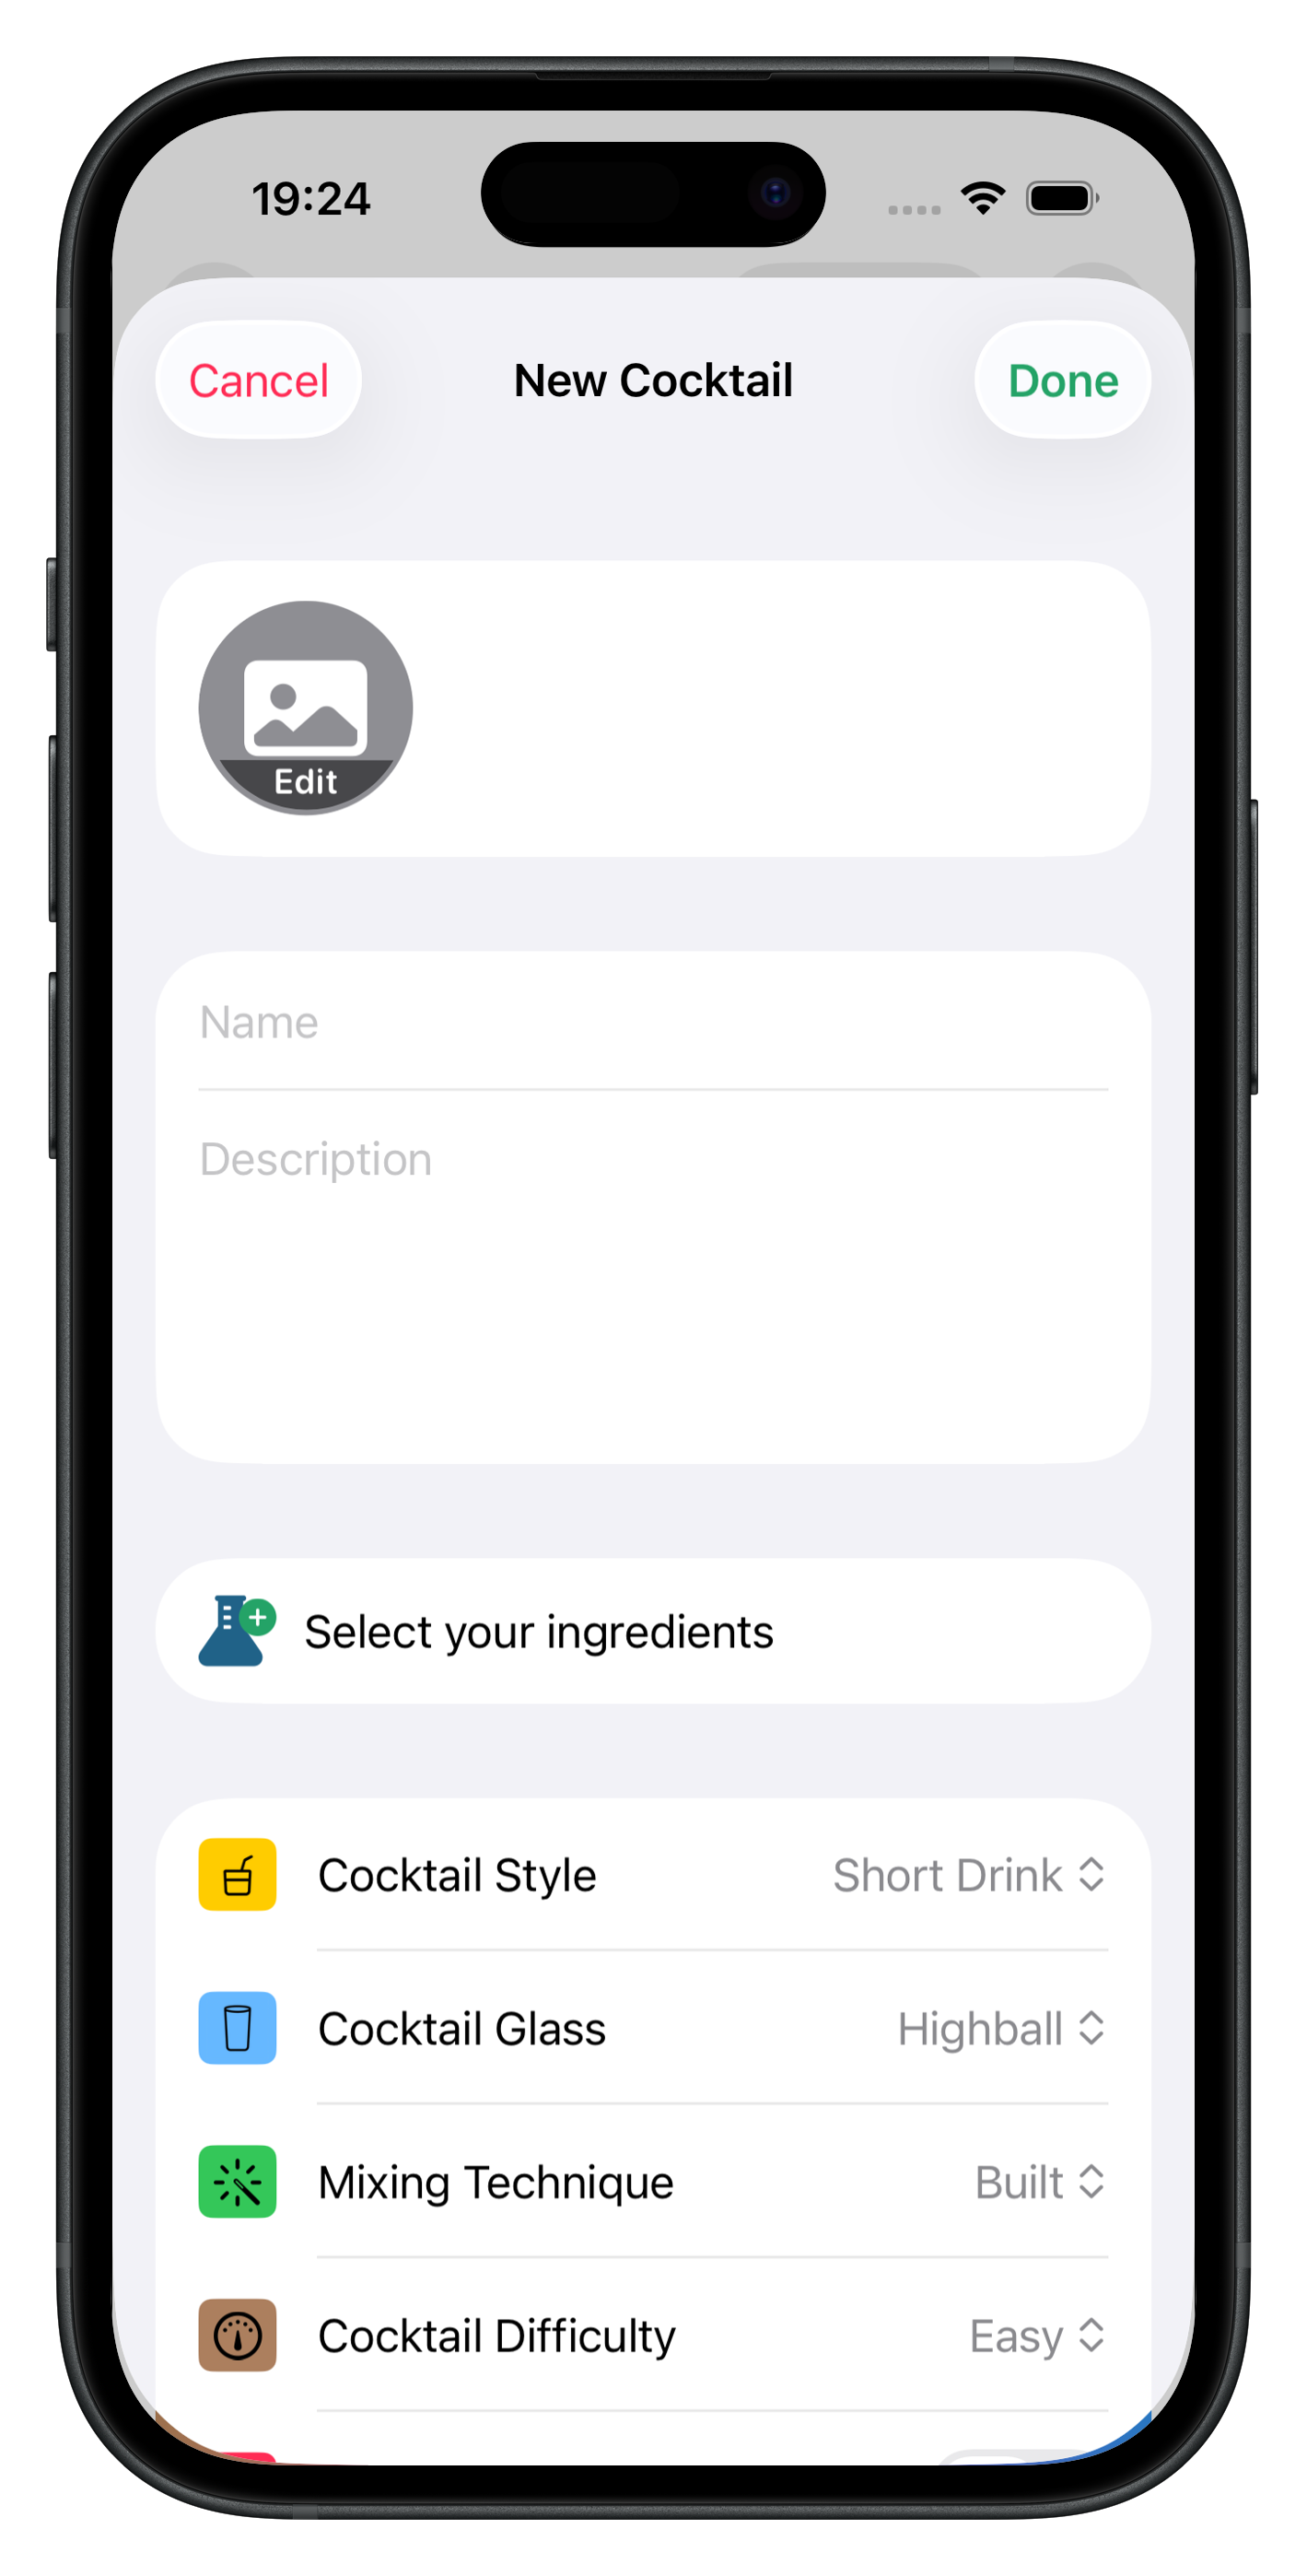 19:24
Cancel
New Cocktail
Done
Edit
Name
Description
Select your ingredients
Cocktail Style
Short Drink
Cocktail Glass
Highball
Mixing Technique
Built
Cocktail Difficulty
Easy